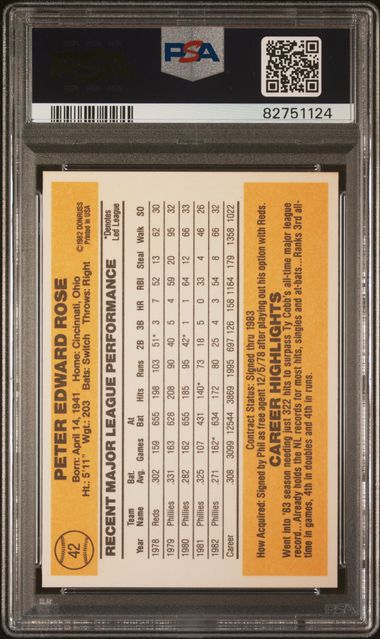 PSA
82751124
42
PETER EDWARD ROSE
©1982 DONRUSS
Printed in USA
Born: April 14, 1941 Home: Cincinnati, Ohio
Ht.: 5'11" Wgt.: 203 Bats: Switch Throws: Right
RECENT MAJOR LEAGUE PERFORMANCE
*Denotes
Led League
Year Team Name Bat. Avg. Games At Bat Hits Runs 2B 3B HR RBI Steal Walk SO
1978 Reds 302 159 655 198 103 51* 3 7 52 13 62 30
1979 Phillies 331 163 628 208 90 40 5 4 59 20 95 32
1980 Phillies 282 162 655 185 95 42* 1 1 64 12 66 33
1981 Phillies 325 107 431 140* 73 18 5 0 33 4 46 26
1982 Phillies 271 162* 634 172 80 25 4 3 54 8 66 32
Career 308 3099 12544 3869 1995 697 126 158 1164 179 1358 1022
Contract Status: Signed thru 1983
How Acquired: Signed by Phil as free agent 12/5/78 after playing out his option with Reds.
CAREER HIGHLIGHTS
Went into '83 season needing just 322 hits to surpass Ty Cobb's all-time major league
record...Already holds the NL records for most hits, singles and at-bats...Ranks 3rd all-
time in games, 4th in doubles and 4th in runs.